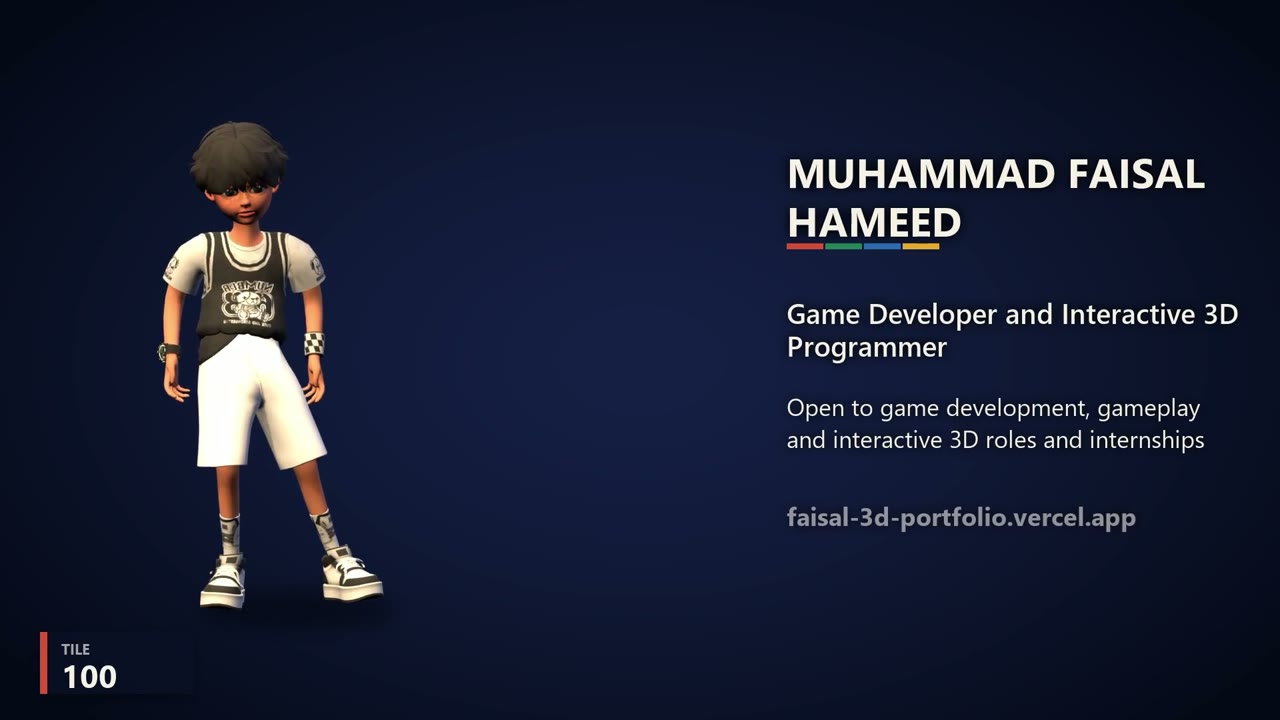 MUHAMMAD FAISAL
HAMEED
Game Developer and Interactive 3D
Programmer
Open to game development, gameplay
and interactive 3D roles and internships
faisal-3d-portfolio.vercel.app
TILE
100